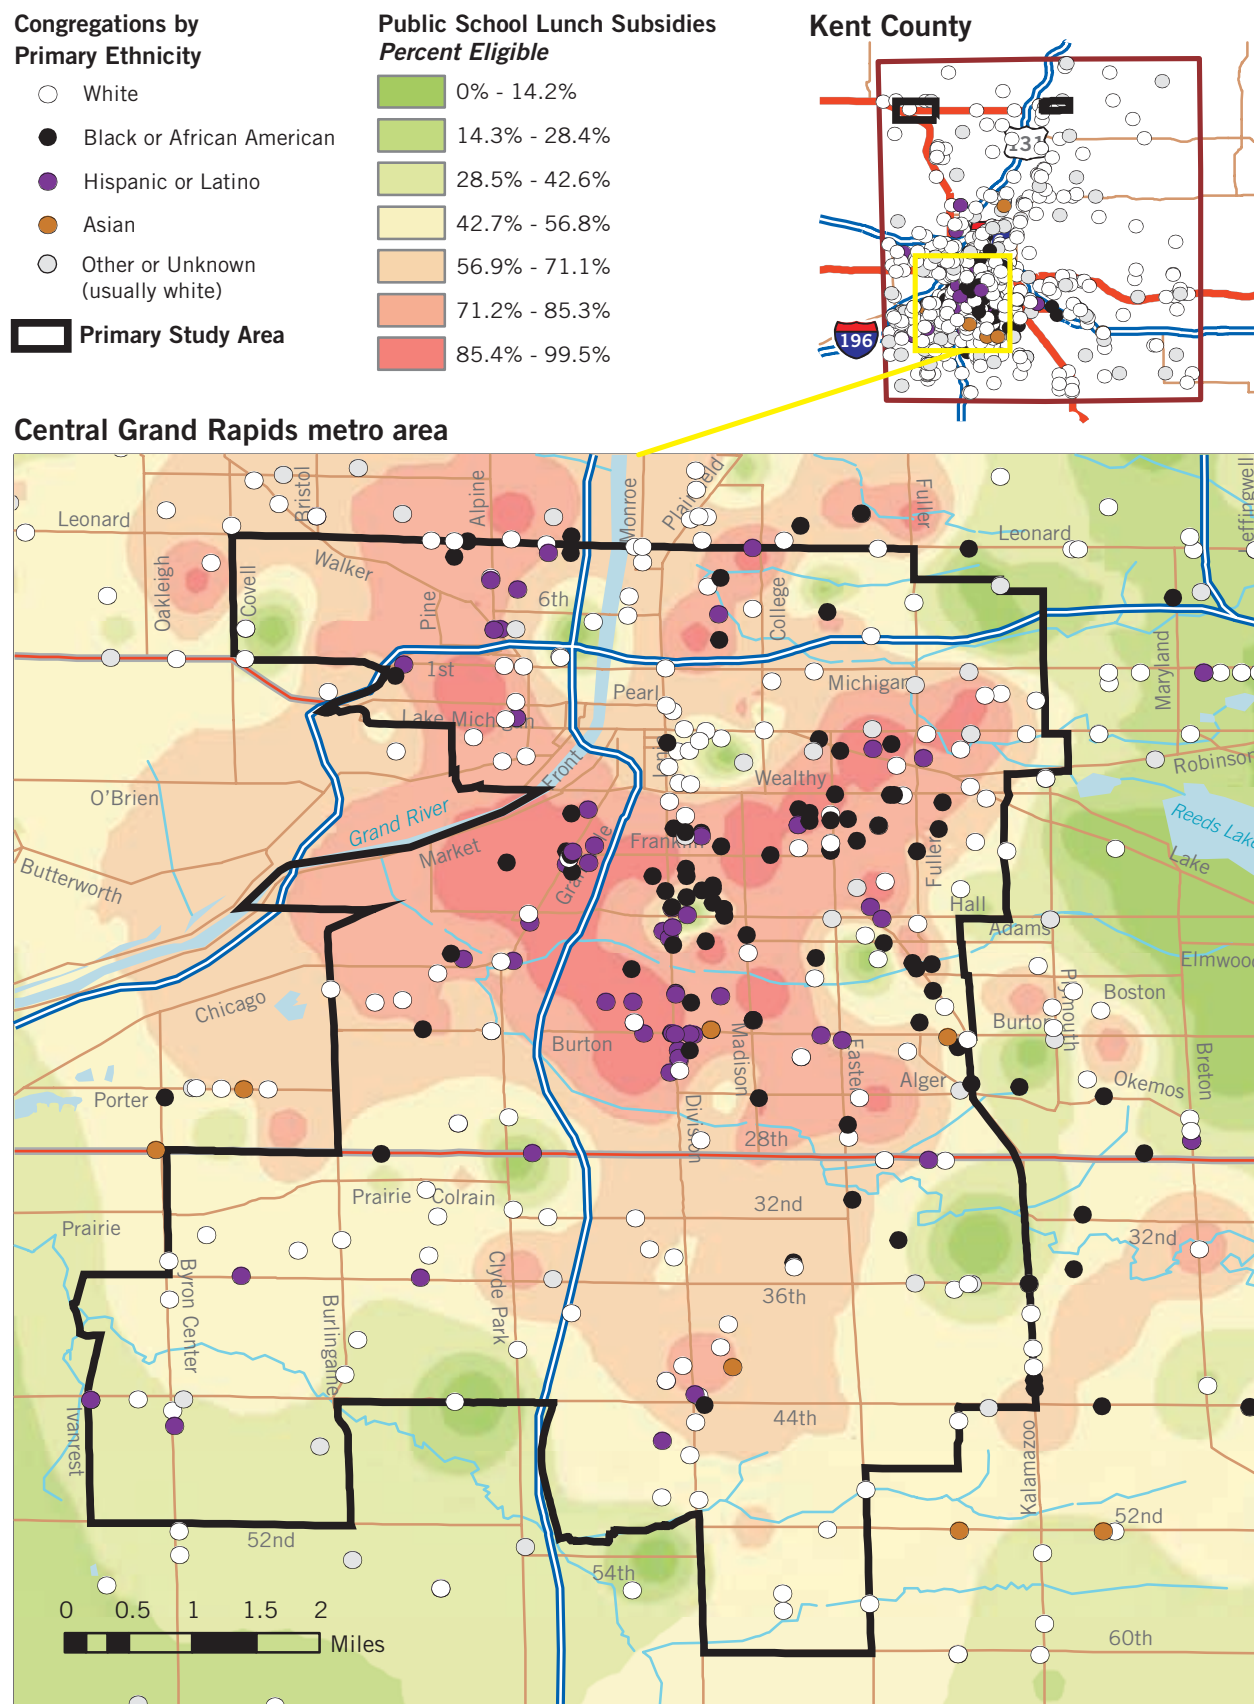 Congregations by
Primary Ethnicity
White
Black or African American
Hispanic or Latino
Asian
Other or Unknown
(usually white)
Primary Study Area
Public School Lunch Subsidies
Percent Eligible
0% - 14.2%
14.3% - 28.4%
28.5% - 42.6%
42.7% - 56.8%
56.9% - 71.1%
71.2% - 85.3%
85.4% - 99.5%
Kent County
131
196
Central Grand Rapids metro area
Leonard
Bristol
Alpine
Monroe
Fuller
Leonard
Leffingwell
Oakleigh
Covell
Walker
Pine
6th
College
Maryland
1st
Pearl
Michigan
Lake Michigan
Front
Wealthy
Robinson
O'Brien
Grand River
Market
Franklin
Fuller
Reeds Lake
Lake
Butterworth
Hall
Adams
Elmwood
Chicago
Plymouth
Boston
Burton
Madison
Burton
Eastern
Alger
Okemos
Breton
Porter
Division
28th
Prairie
Colrain
32nd
Prairie
32nd
Byron Center
Clyde Park
36th
Burlingame
Ivanrest
44th
Kalamazoo
52nd
52nd
54th
0 0.5 1 1.5 2
Miles
60th